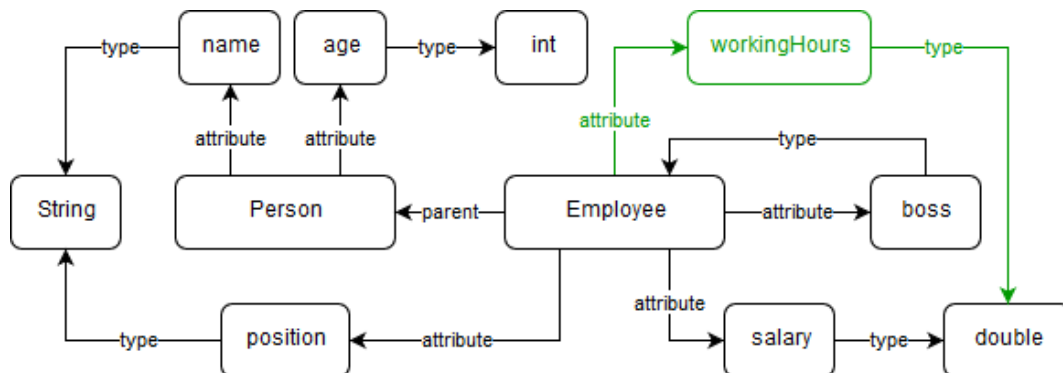 type
name
age
type
int
workingHours
type
attribute
attribute
attribute
type
String
Person
parent
Employee
attribute
boss
attribute
type
position
attribute
salary
type
double